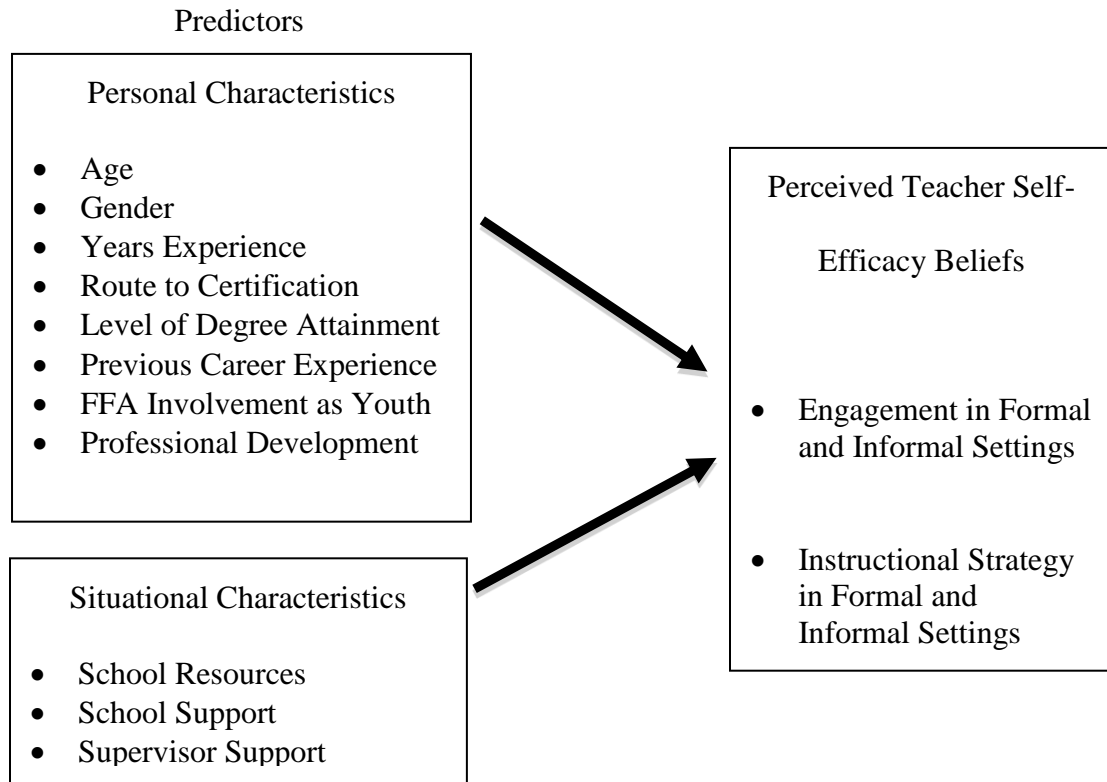 Predictors
Personal Characteristics
• Age
• Gender
• Years Experience
• Route to Certification
• Level of Degree Attainment
• Previous Career Experience
• FFA Involvement as Youth
• Professional Development
Situational Characteristics
• School Resources
• School Support
• Supervisor Support
Perceived Teacher Self-
Efficacy Beliefs
• Engagement in Formal
and Informal Settings
• Instructional Strategy
in Formal and
Informal Settings